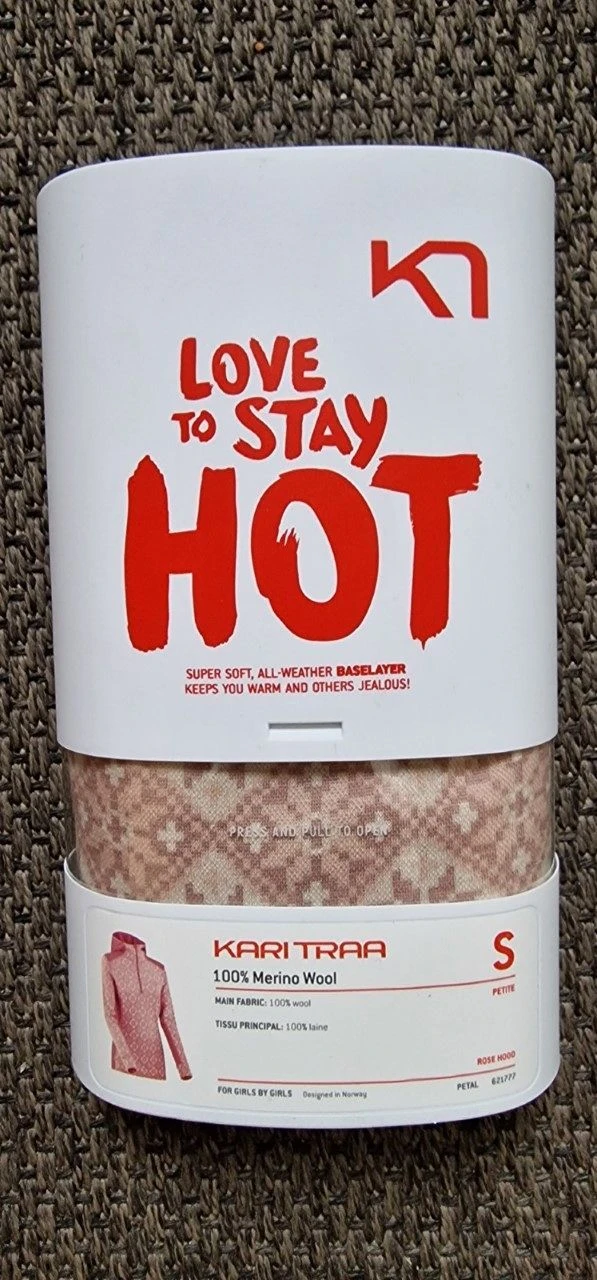 LOVE
TO STAY
HOT
SUPER SOFT, ALL-WEATHER BASELAYER
KEEPS YOU WARM AND OTHERS JEALOUS!
PRESS AND PULL TO OPEN
KARI TRAA
S
100% Merino Wool
PETITE
MAIN FABRIC: 100% wool
TISSU PRINCIPAL: 100% laine
ROSE HOOD
FOR GIRLS BY GIRLS Designed in Norway
PETAL 621777